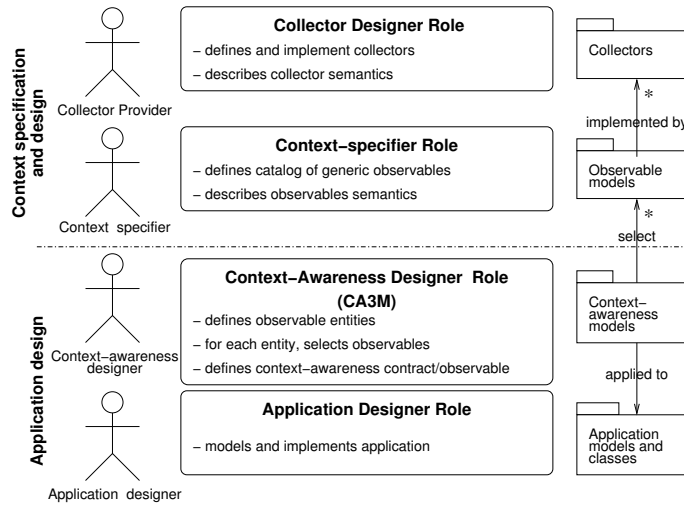 Context specification
and design
Collector Provider
Collector Designer Role
− defines and implement collectors
− describes collector semantics
Collectors
*
implemented by
Context specifier
Context−specifier Role
− defines catalog of generic observables
− describes observables semantics
Observable
models
*
select
Application design
Context−awareness
designer
Context−Awareness Designer Role
(CA3M)
− defines observable entities
− for each entity, selects observables
− defines context−awareness contract/observable
Context−
awareness
models
applied to
Application designer
Application Designer Role
− models and implements application
Application
models and
classes